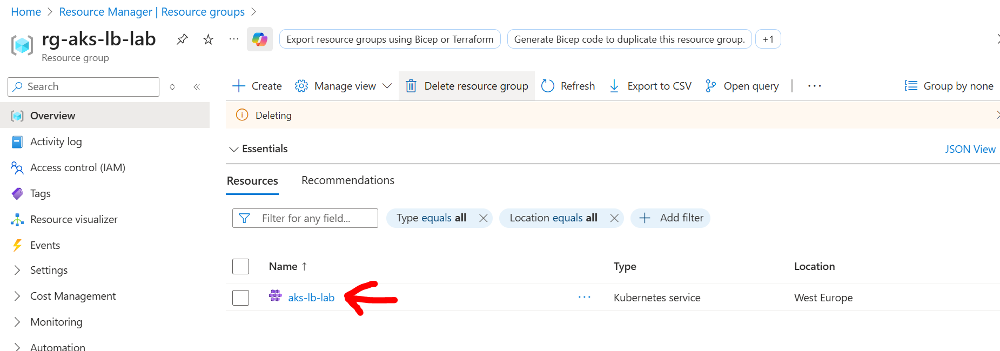 Home > Resource Manager | Resource groups >
rg-aks-lb-lab
Resource group
Export resource groups using Bicep or Terraform
Generate Bicep code to duplicate this resource group.
+1
Search
Create
Manage view
Delete resource group
Refresh
Export to CSV
Open query
Group by none
Overview
Activity log
Access control (IAM)
Tags
Resource visualizer
Events
Settings
Cost Management
Monitoring
Automation
Deleting
Essentials
JSON View
Resources
Recommendations
Filter for any field...
Type equals all
Location equals all
Add filter
Name ↑ Type Location
aks-lb-lab ... Kubernetes service West Europe